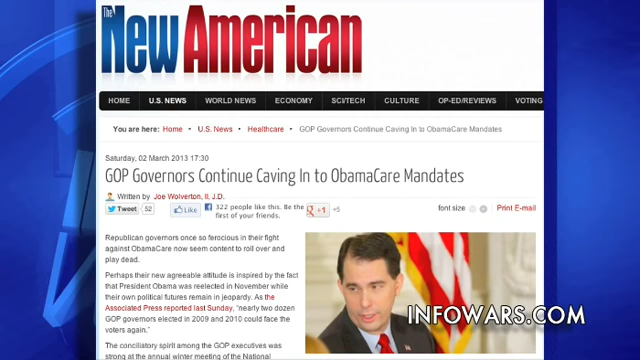 The
New American
HOME U.S. NEWS WORLD NEWS ECONOMY SCI/TECH CULTURE OP-ED/REVIEWS VOTING
You are here: Home • U.S. News • Healthcare • GOP Governors Continue Caving In to ObamaCare Mandates
Saturday, 02 March 2013 17:30
GOP Governors Continue Caving In to ObamaCare Mandates
Written by Joe Wolverton, II, J.D.
Tweet 52 Like 322 people like this. Be the g +1 +5 font size Print E-mail
first of your friends.
Republican governors once so ferocious in their fight
against ObamaCare now seem content to roll over and
play dead.
Perhaps their new agreeable attitude is inspired by the fact
that President Obama was reelected in November while
their own political futures remain in jeopardy. As the
Associated Press reported last Sunday, "nearly two dozen
GOP governors elected in 2009 and 2010 could face the
voters again."
The conciliatory spirit among the GOP executives was
strong at the annual winter meeting of the National
INFOWARS.COM